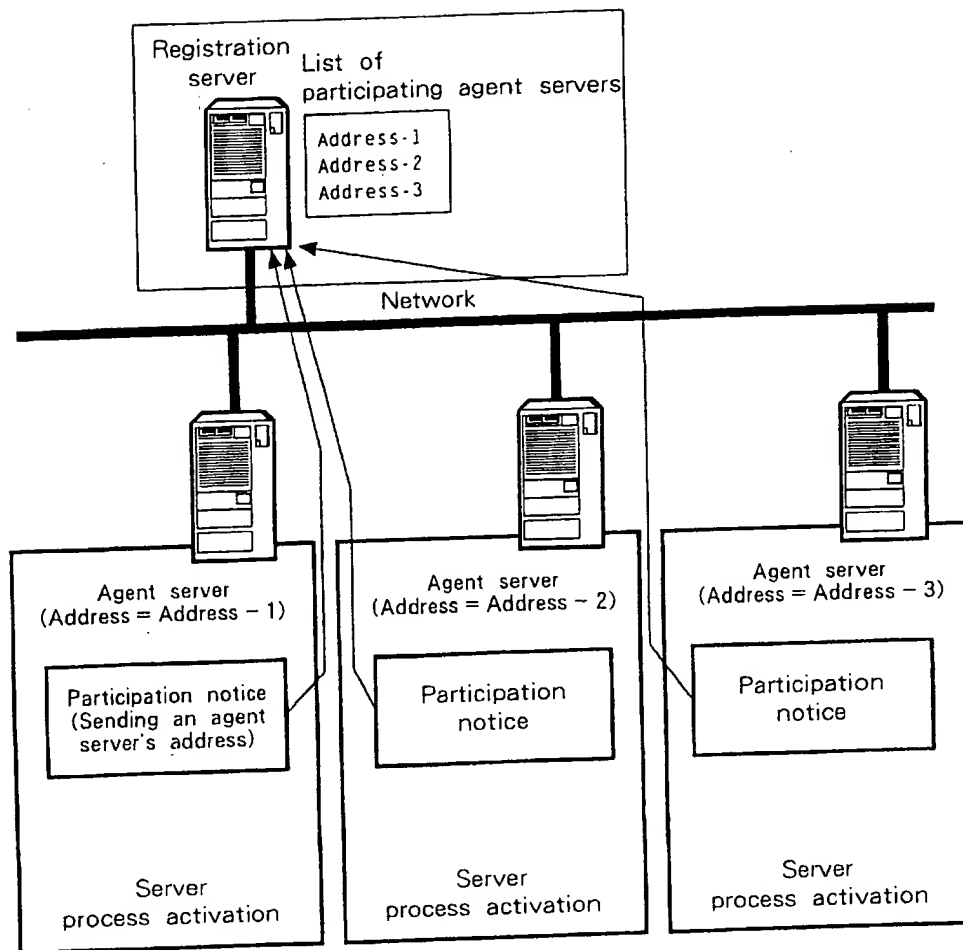 Registration
server
List of
participating agent servers
Address-1
Address-2
Address-3
Network
Agent server
(Address = Address - 1)
Participation notice
(Sending an agent
server's address)
Server
process activation
Agent server
(Address = Address - 2)
Participation
notice
Server
process activation
Agent server
(Address = Address - 3)
Participation
notice
Server
process activation